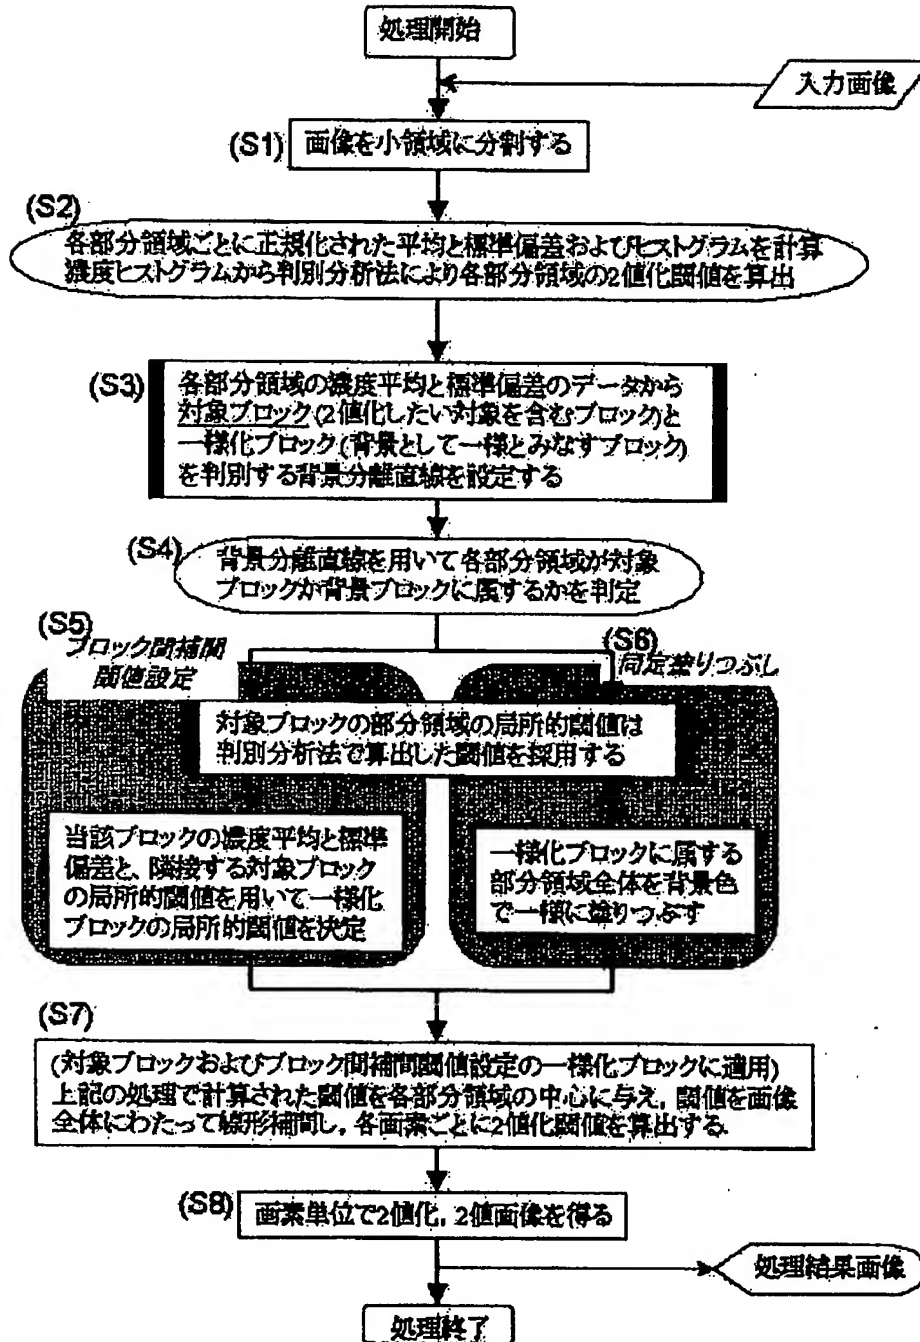 処理開始
入力画像
(S1) 画像を小領域に分割する
(S2)
各部分領域ごとに正規化された平均と標準偏差およびヒストグラムを計算
濃度ヒストグラムから判別分析法により各部分領域の2値化閾値を算出
(S3)
各部分領域の濃度平均と標準偏差のデータから
対象ブロック(2値化したい対象を含むブロック)と
一様化ブロック(背景として一様とみなすブロック)
を判別する背景分離直線を設定する
(S4)
背景分離直線を用いて各部分領域が対象
ブロックか背景ブロックに属するかを判定
(S5)
ブロック間補間
閾値設定
(S6)
同定塗りつぶし
対象ブロックの部分領域の局所的閾値は
判別分析法で算出した閾値を採用する
当該ブロックの濃度平均と標準
偏差と、隣接する対象ブロック
の局所的閾値を用いて一様化
ブロックの局所的閾値を決定
一様化ブロックに属する
部分領域全体を背景色
で一様に塗りつぶす
(S7)
(対象ブロックおよびブロック間補間閾値設定の一様化ブロックに適用)
上記の処理で計算された閾値を各部分領域の中心に与え, 閾値を画像
全体にわたって線形補間し, 各画素ごとに2値化閾値を算出する.
(S8) 画素単位で2値化, 2値画像を得る
処理結果画像
処理終了